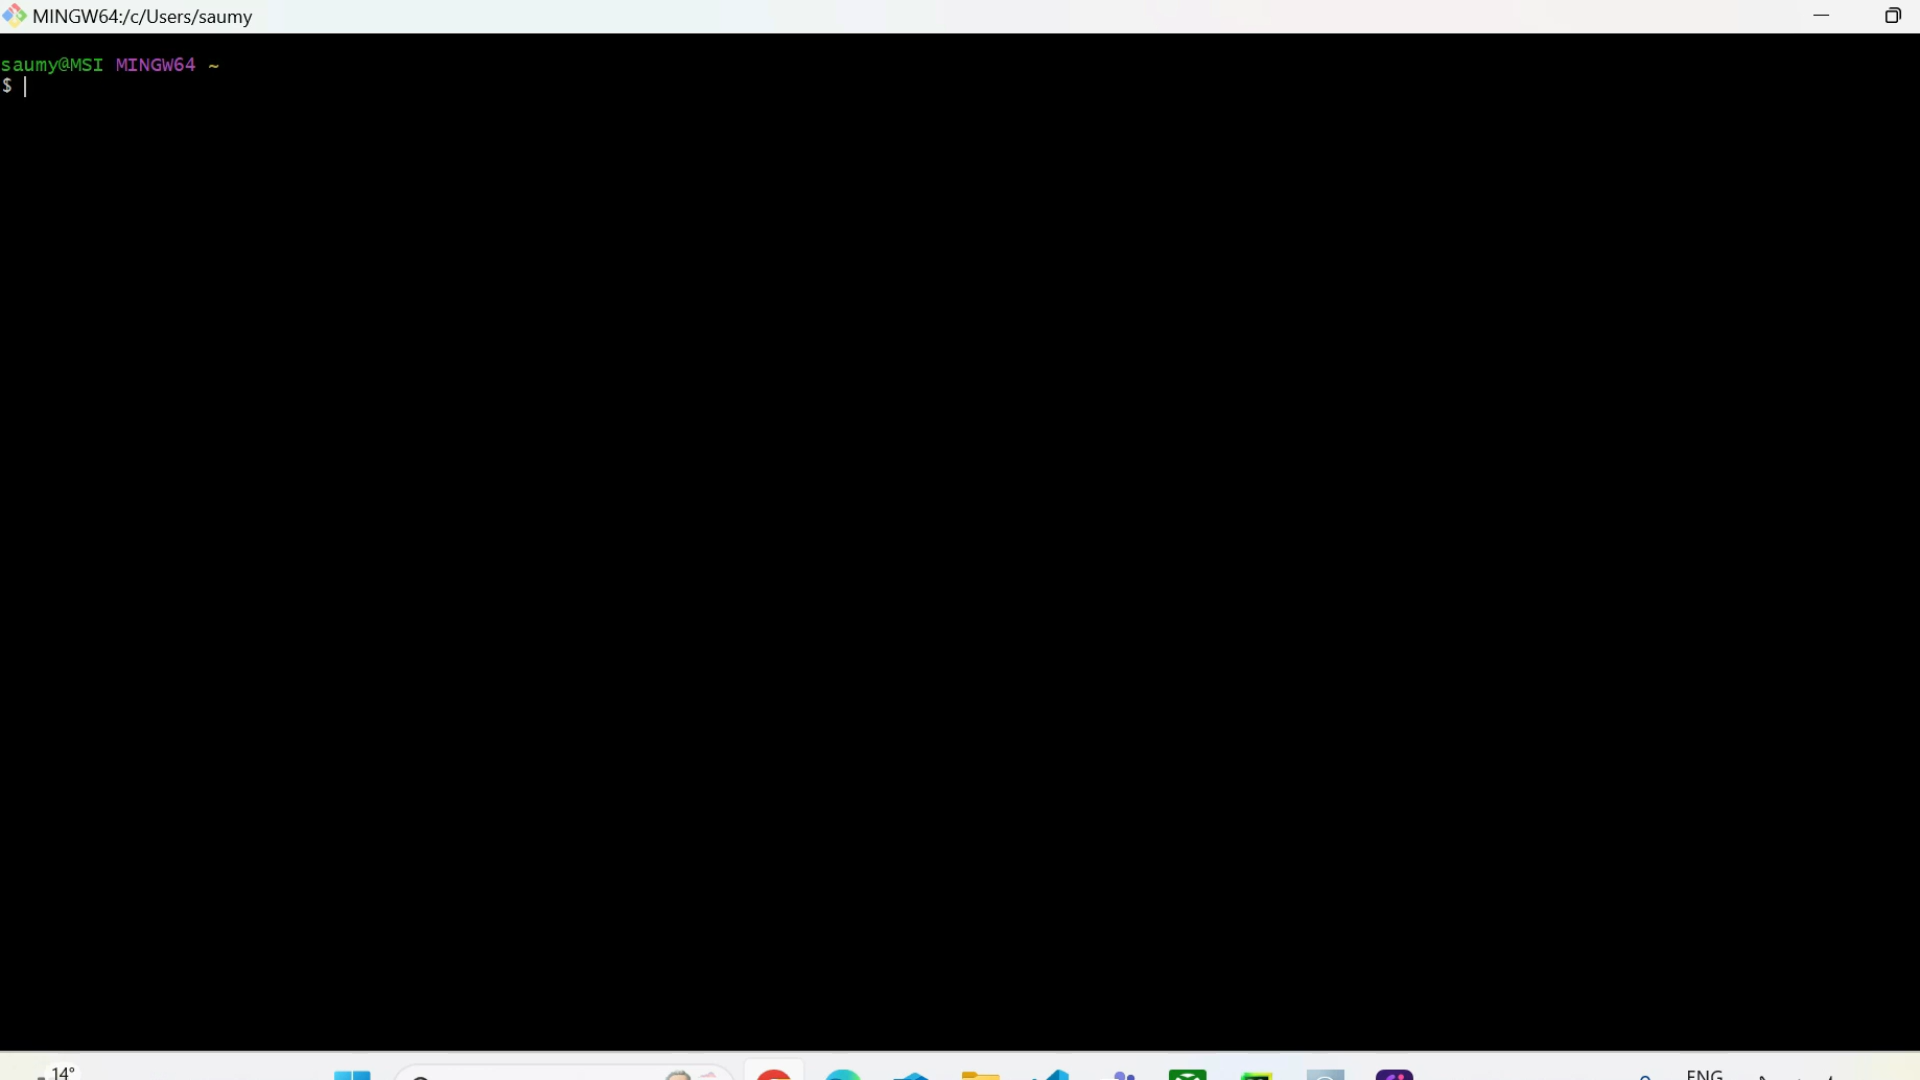 MINGW64:/c/Users/saumy
saumy@MSI MINGW64 ~
$
14°
ENG